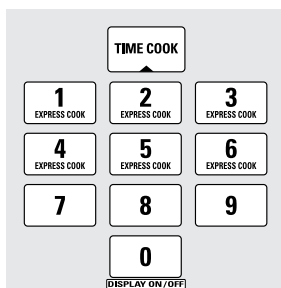 TIME COOK
1 2 3
EXPRESS COOK EXPRESS COOK EXPRESS COOK
4 5 6
EXPRESS COOK EXPRESS COOK EXPRESS COOK
7 8 9
0
DISPLAY ON/OFF